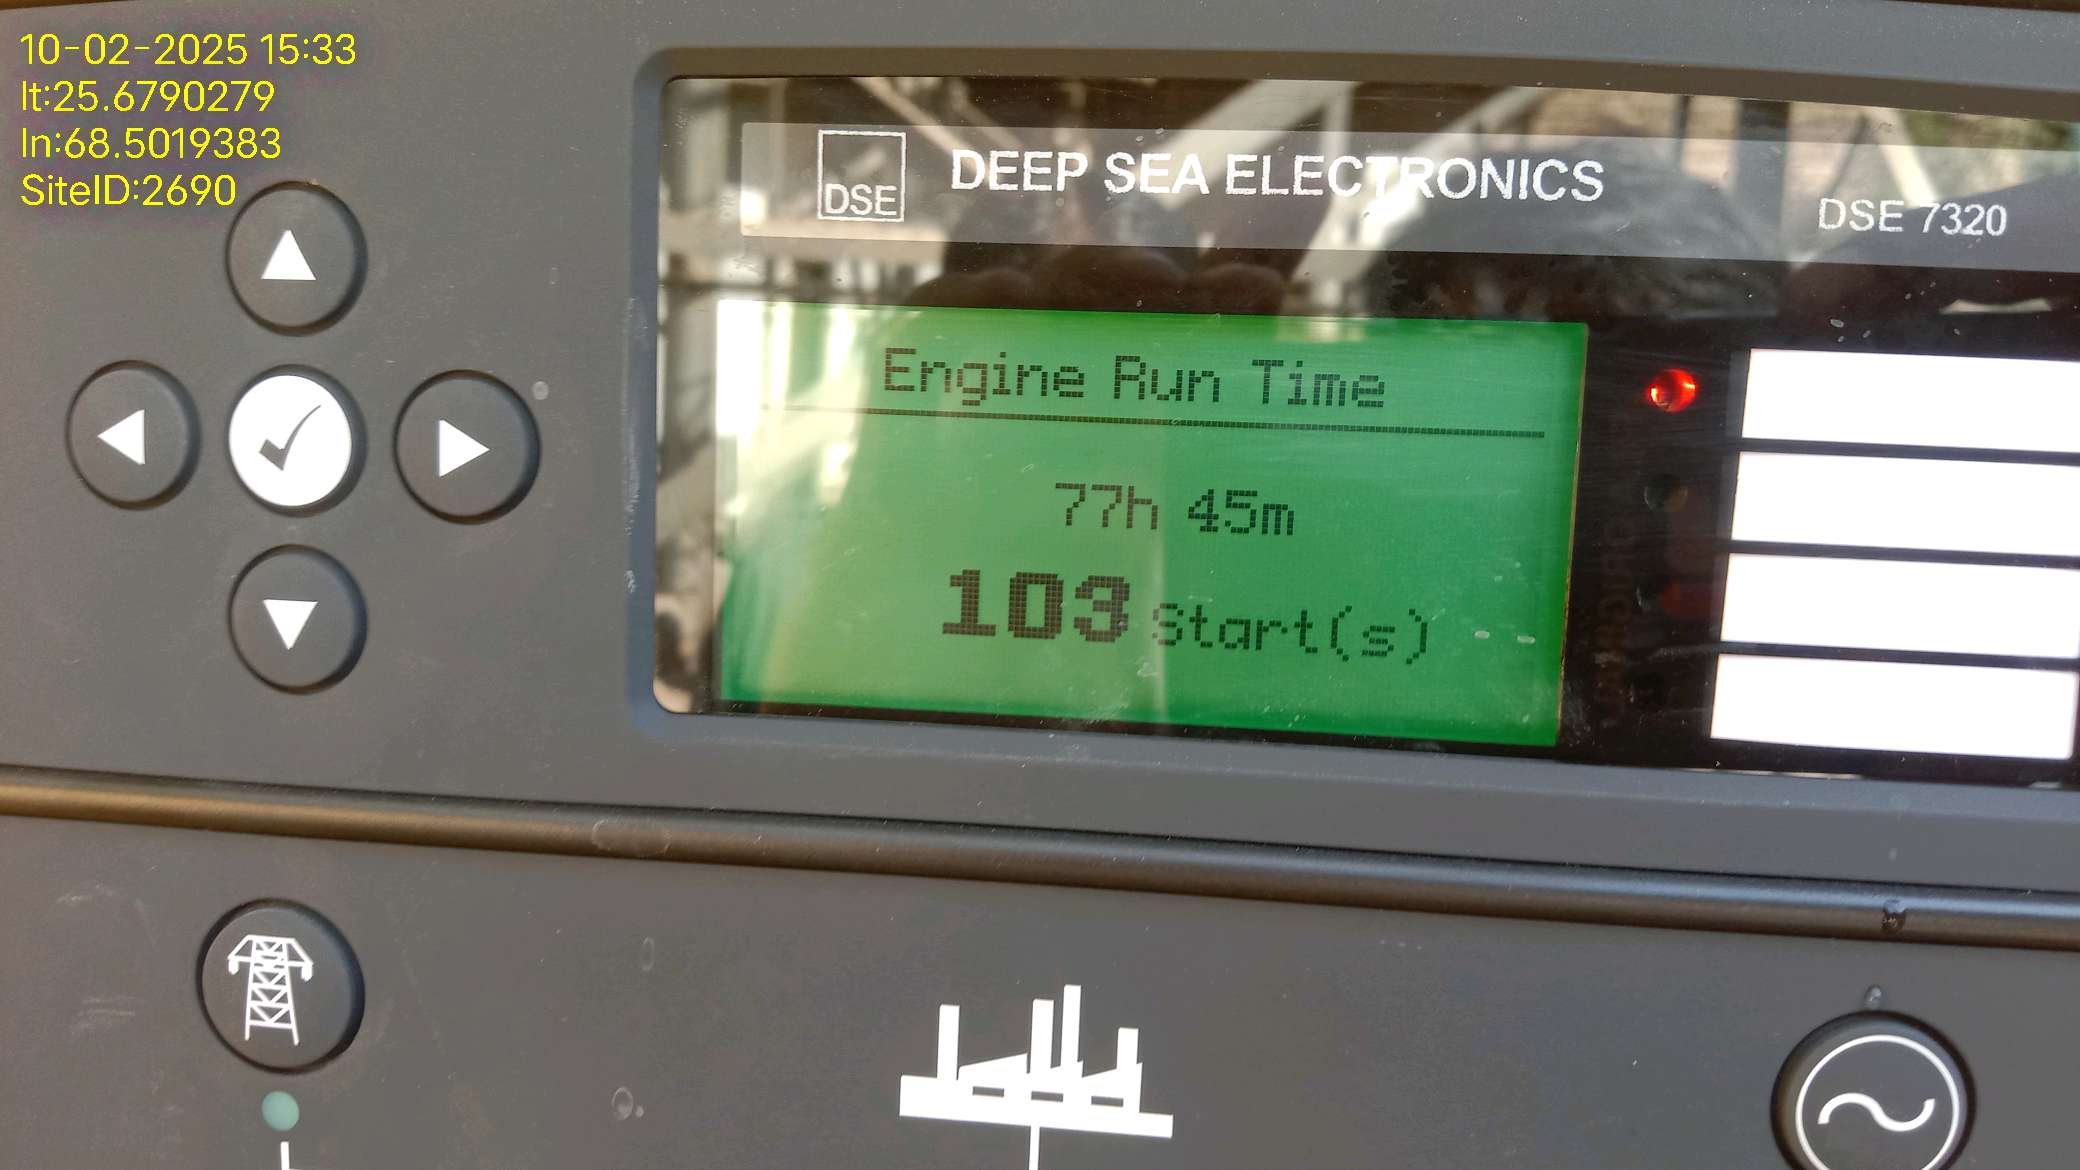 10-02-2025 15:33
lt:25.6790279
ln:68.5019383
SiteID:2690
DSE
DEEP SEA ELECTRONICS
DSE 7320
Engine Run Time
77h 45m
103 Start(s)